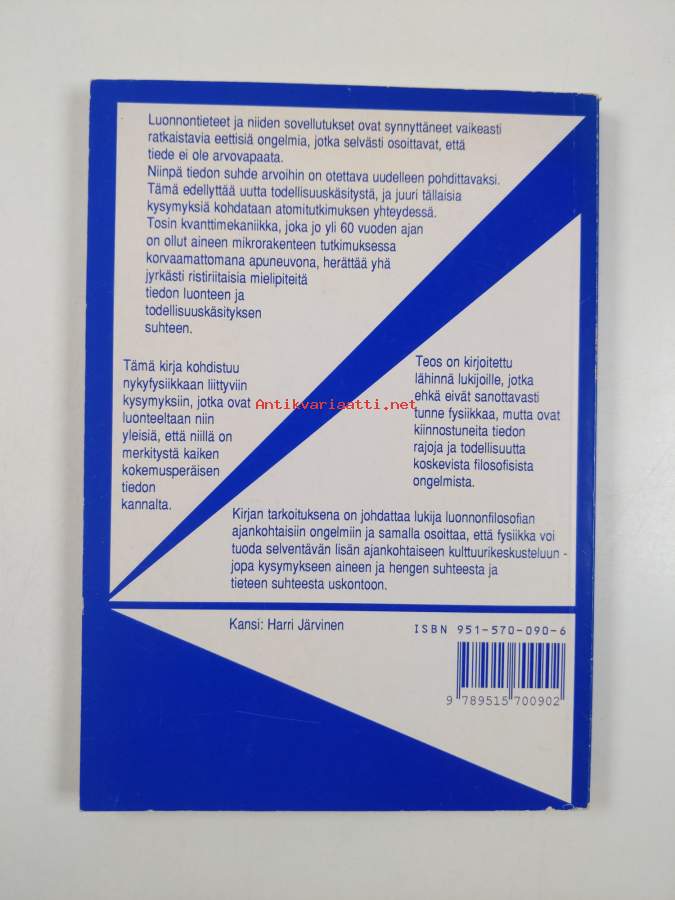 Luonnontieteet ja niiden sovellutukset ovat synnyttäneet vaikeasti
ratkaistavia eettisiä ongelmia, jotka selvästi osoittavat, että
tiede ei ole arvovapaata.
Niinpä tiedon suhde arvoihin on otettava uudelleen pohdittavaksi.
Tämä edellyttää uutta todellisuuskäsitystä, ja juuri tällaisia
kysymyksiä kohdataan atomitutkimuksen yhteydessä.
Tosin kvanttimekaniikka, joka jo yli 60 vuoden ajan
on ollut aineen mikrorakenteen tutkimuksessa
korvaamattomana apuneuvona, herättää yhä
jyrkästi ristiriitaisia mielipiteitä
tiedon luonteen ja
todellisuuskäsityksen
suhteen.
Tämä kirja kohdistuu
nykyfysiikkaan liittyviin
kysymyksiin, jotka ovat
luonteeltaan niin
yleisiä, että niillä on
merkitystä kaiken
kokemusperäisen
tiedon
kannalta.
Antikvariaatti.net
Teos on kirjoitettu
lähinnä lukijoille, jotka
ehkä eivät sanottavasti
tunne fysiikkaa, mutta ovat
kiinnostuneita tiedon
rajoja ja todellisuutta
koskevista filosofisista
ongelmista.
Kirjan tarkoituksena on johdattaa lukija luonnonfilosofian
ajankohtaisiin ongelmiin ja samalla osoittaa, että fysiikka voi
tuoda selventävän lisän ajankohtaiseen kulttuurikeskusteluun -
jopa kysymykseen aineen ja hengen suhteesta ja
tieteen suhteesta uskontoon.
Kansi: Harri Järvinen
ISBN 951-570-090-6
9 789515 700902